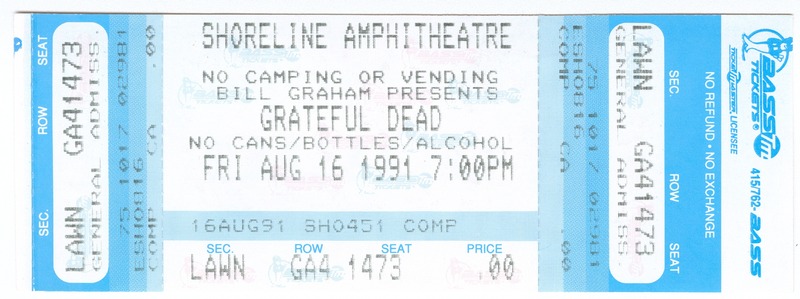 SEAT
ROW
SEC.
LAWN GA41473
GENERAL ADMISS.
75 1017 02981
ESH0816 CA
COMP .00
SHORELINE AMPHITHEATRE
NO CAMPING OR VENDING
BILL GRAHAM PRESENTS
GRATEFUL DEAD
NO CANS/BOTTLES/ALCOHOL
FRI AUG 16 1991 7:00PM
16AUG91 SH0451 COMP
SEC. ROW SEAT PRICE
LAWN GA4 1473 .00
ESH0816 CA
COMP .00
75 1017 02981
LAWN GA41473
GENERAL ADMISS.
SEC.
ROW
SEAT
NO REFUND • NO EXCHANGE
TICKETMASTER LICENSEE
BASS TM
TICKETS
415/762-BASS